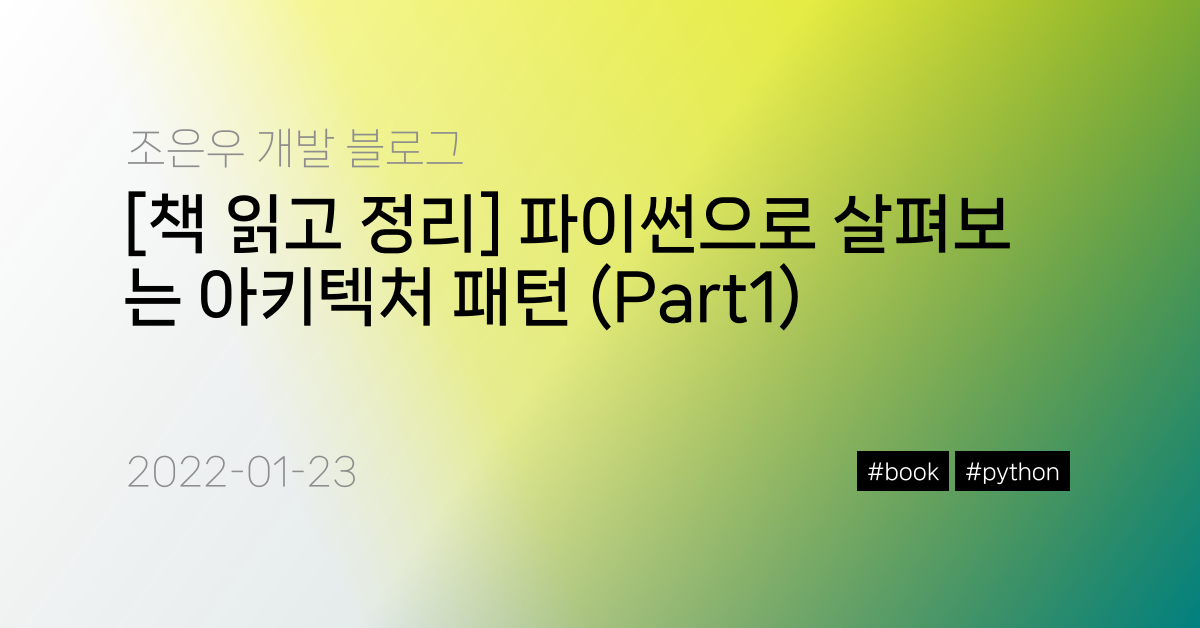 조은우 개발 블로그
[책 읽고 정리] 파이썬으로 살펴보
는 아키텍처 패턴 (Part1)
2022-01-23
#book #python